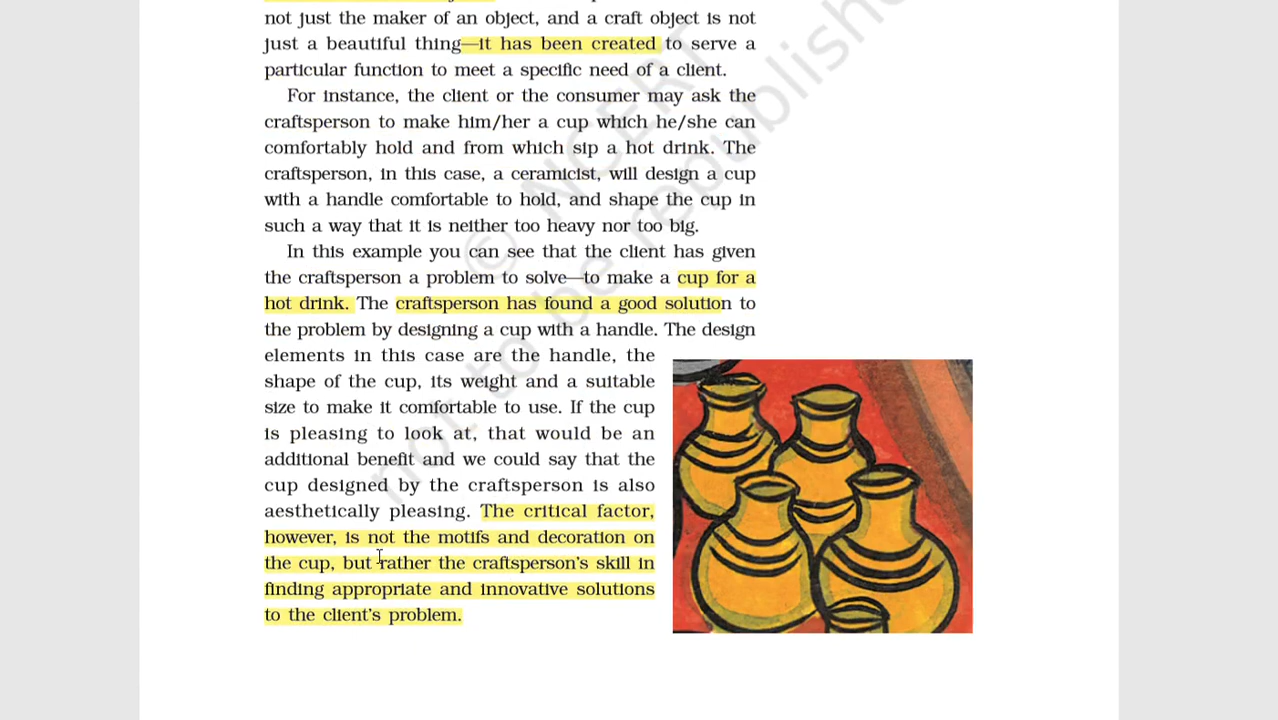 not just the maker of an object, and a craft object is not
just a beautiful thing—it has been created to serve a
particular function to meet a specific need of a client.
For instance, the client or the consumer may ask the
craftsperson to make him/her a cup which he/she can
comfortably hold and from which sip a hot drink. The
craftsperson, in this case, a ceramicist, will design a cup
with a handle comfortable to hold, and shape the cup in
such a way that it is neither too heavy nor too big.
In this example you can see that the client has given
the craftsperson a problem to solve—to make a cup for a
hot drink. The craftsperson has found a good solution to
the problem by designing a cup with a handle. The design
elements in this case are the handle, the
shape of the cup, its weight and a suitable
size to make it comfortable to use. If the cup
is pleasing to look at, that would be an
additional benefit and we could say that the
cup designed by the craftsperson is also
aesthetically pleasing. The critical factor,
however, is not the motifs and decoration on
the cup, but rather the craftsperson's skill in
finding appropriate and innovative solutions
to the client's problem.
© NCERT
not to be republish